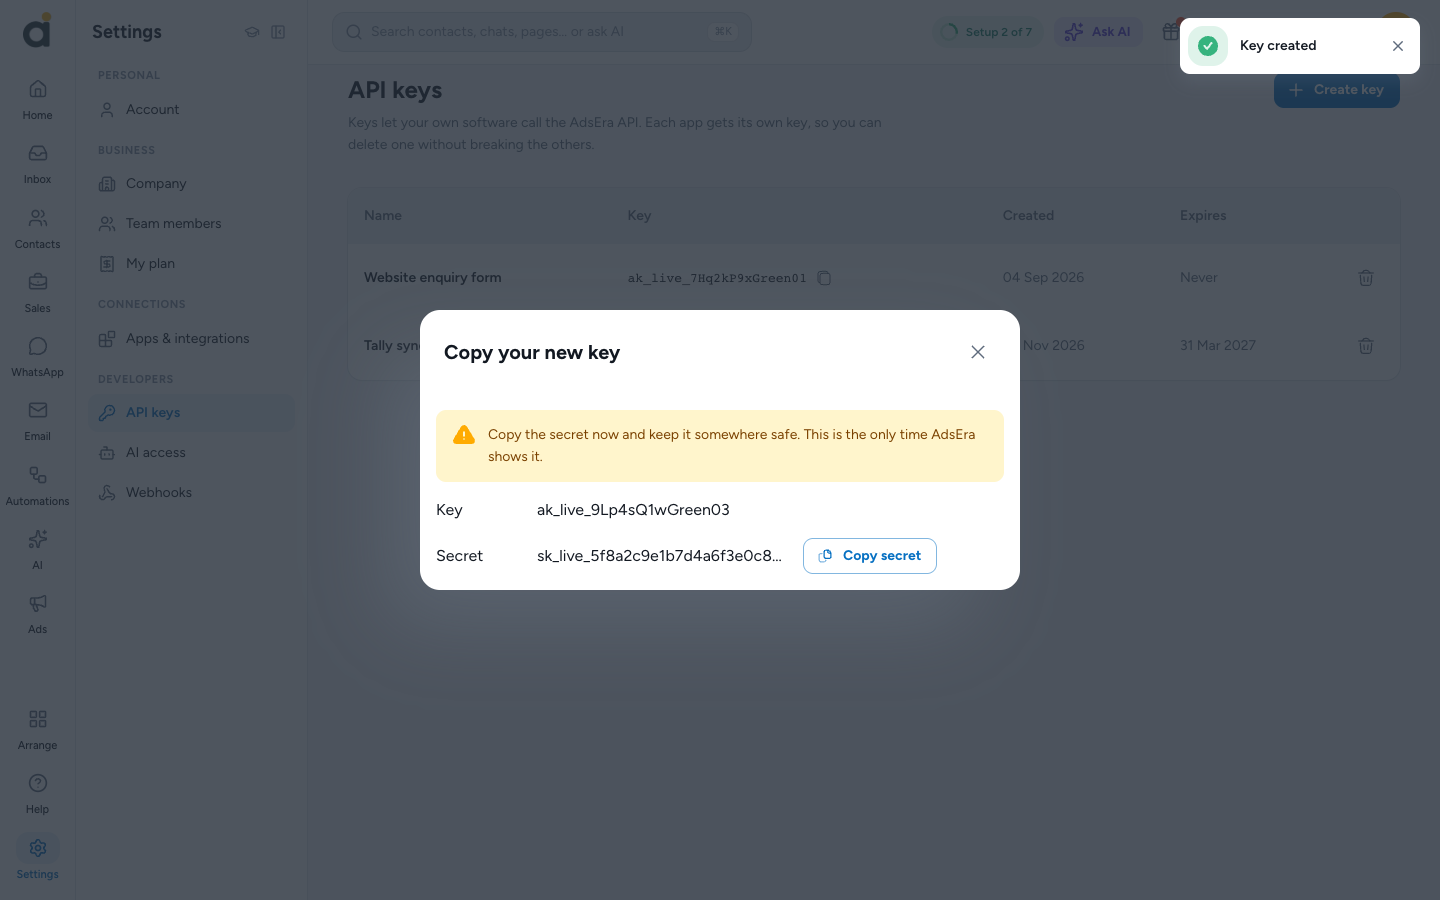 Settings
Search contacts, chats, pages... or ask AI
⌘K
Setup 2 of 7
Ask AI
Key created
Home
Inbox
Contacts
Sales
WhatsApp
Email
Automations
AI
Ads
Arrange
Help
Settings
PERSONAL
Account
BUSINESS
Company
Team members
My plan
CONNECTIONS
Apps & integrations
DEVELOPERS
API keys
AI access
Webhooks
API keys
Create key
Keys let your own software call the AdsEra API. Each app gets its own key, so you can
delete one without breaking the others.
Name Key Created Expires
Website enquiry form ak_live_7Hq2kP9xGreen01 04 Sep 2026 Never
Tally Nov 2026 31 Mar 2027
Copy your new key
Copy the secret now and keep it somewhere safe. This is the only time AdsEra
shows it.
Key ak_live_9Lp4sQ1wGreen03
Secret sk_live_5f8a2c9e1b7d4a6f3e0c8... Copy secret